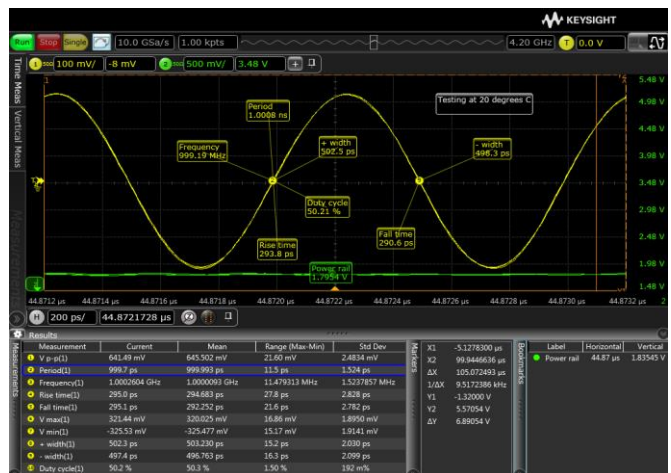 KEYSIGHT
Run Stop Single 10.0 GSa/s 1.00 kpts 4.20 GHz T 0.0 V
1 50Ω 100 mV/ -8 mV 2 50Ω 500 mV/ 3.48 V +
Time Meas
Vertical Meas
Measurements
5.48 V
4.98 V
4.48 V
3.98 V
3.48 V
2.98 V
2.48 V
1.98 V
1.48 V
Testing at 20 degrees C
Period
1.0008 ns
Frequency
999.19 MHz
+ width
502.5 ps
- width
498.3 ps
Duty cycle
50.21 %
Rise time
293.8 ps
Fall time
290.6 ps
Power rail
1.7954 V
44.8712 µs 44.8714 µs 44.8716 µs 44.8718 µs 44.8720 µs 44.8722 µs 44.8724 µs 44.8726 µs 44.8728 µs 44.8730 µs 44.8732 µs 2
H 200 ps/ 44.8721728 µs
Results
Measurements
Measurement Current Mean Range (Max-Min) Std Dev
V p-p(1) 641.49 mV 645.502 mV 21.60 mV 2.4834 mV
Period(1) 999.7 ps 999.993 ps 11.5 ps 1.524 ps
Frequency(1) 1.0002604 GHz 1.0000093 GHz 11.479313 MHz 1.5237857 MHz
Rise time(1) 295.0 ps 294.683 ps 27.8 ps 2.828 ps
Fall time(1) 295.1 ps 292.252 ps 21.6 ps 2.782 ps
V max(1) 321.44 mV 320.025 mV 16.86 mV 1.8950 mV
V min(1) -325.53 mV -325.477 mV 15.17 mV 1.9141 mV
+ width(1) 502.3 ps 503.230 ps 15.2 ps 2.030 ps
- width(1) 497.4 ps 496.763 ps 16.3 ps 2.099 ps
Duty cycle(1) 50.2 % 50.3 % 1.50 % 192 m%
Markers
X1 -5.1278300 µs
X2 99.9446636 µs
ΔX 105.072493 µs
1/ΔX 9.5172386 kHz
Y1 -1.32000 V
Y2 5.57054 V
ΔY 6.89054 V
Bookmarks
Label Horizontal Vertical
Power rail 44.87 µs 1.83545 V